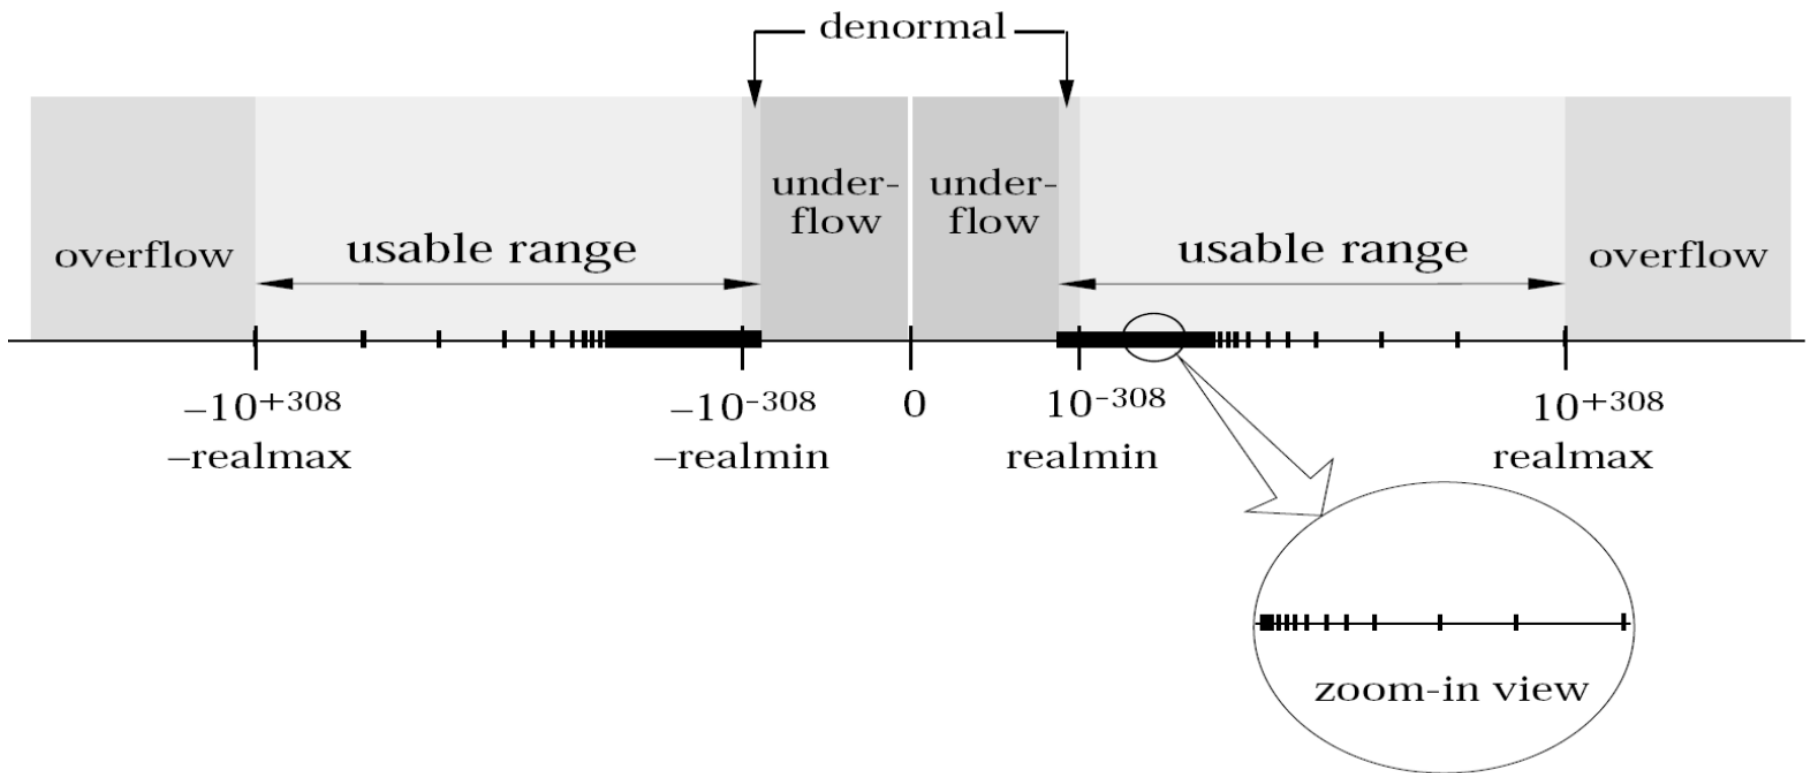 denormal
under-
flow
under-
flow
overflow
usable range
usable range
overflow
–10⁺³⁰⁸
–10⁻³⁰⁸
0
10⁻³⁰⁸
10⁺³⁰⁸
–realmax
–realmin
realmin
realmax
zoom-in view